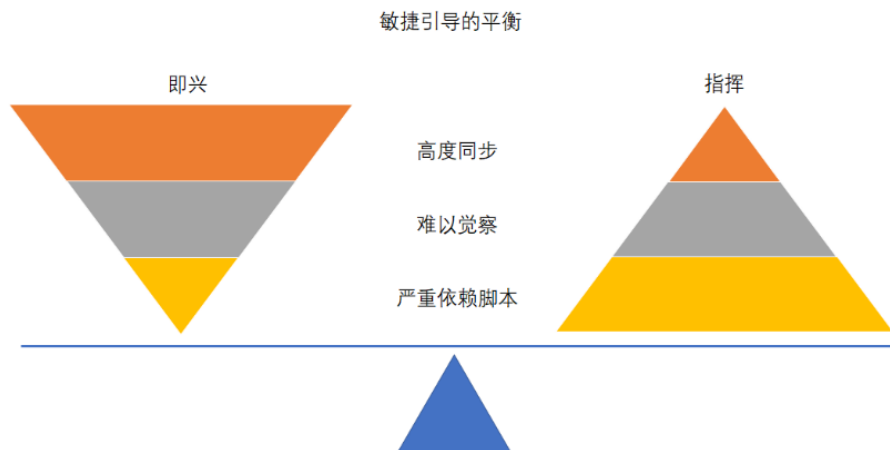 敏捷引导的平衡
即兴
指挥
高度同步
难以觉察
严重依赖脚本